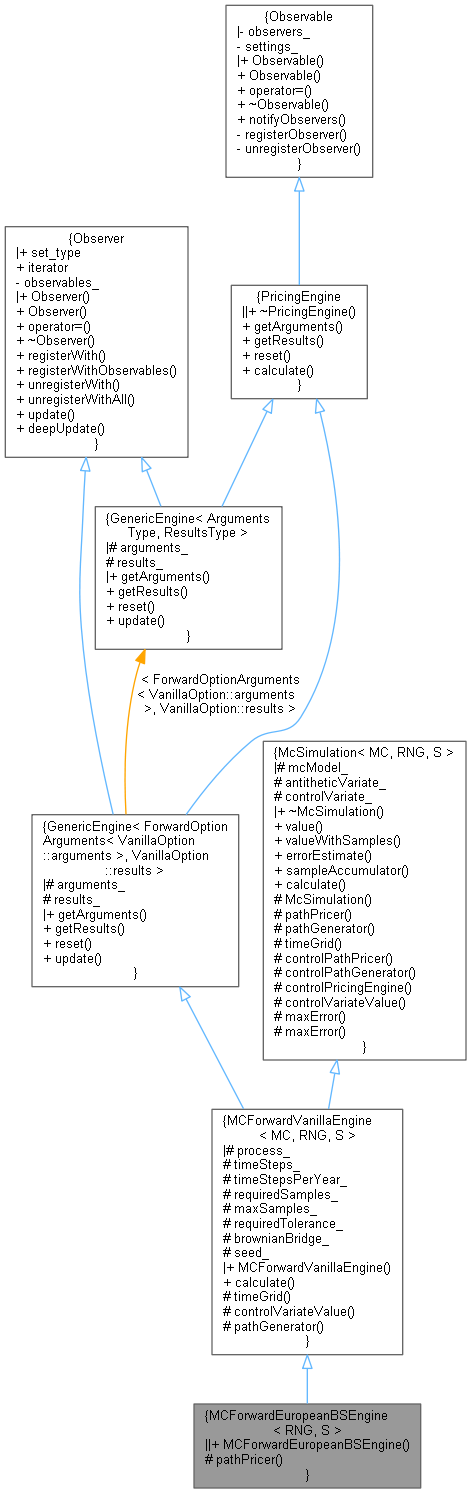 {Observable
|- observers_
- settings_
|+ Observable()
+ Observable()
+ operator=()
+ ~Observable()
+ notifyObservers()
- registerObserver()
- unregisterObserver()
}
{Observer
|+ set_type
+ iterator
- observables_
|+ Observer()
+ Observer()
+ operator=()
+ ~Observer()
+ registerWith()
+ registerWithObservables()
+ unregisterWith()
+ unregisterWithAll()
+ update()
+ deepUpdate()
}
{PricingEngine
||+ ~PricingEngine()
+ getArguments()
+ getResults()
+ reset()
+ calculate()
}
{GenericEngine< Arguments
Type, ResultsType >
|# arguments_
# results_
|+ getArguments()
+ getResults()
+ reset()
+ update()
}
< ForwardOptionArguments
< VanillaOption::arguments
>, VanillaOption::results >
{McSimulation< MC, RNG, S >
|# mcModel_
# antitheticVariate_
# controlVariate_
|+ ~McSimulation()
+ value()
+ valueWithSamples()
+ errorEstimate()
+ sampleAccumulator()
+ calculate()
# McSimulation()
# pathPricer()
# pathGenerator()
# timeGrid()
# controlPathPricer()
# controlPathGenerator()
# controlPricingEngine()
# controlVariateValue()
# maxError()
# maxError()
}
{GenericEngine< ForwardOption
Arguments< VanillaOption
::arguments >, VanillaOption
::results >
|# arguments_
# results_
|+ getArguments()
+ getResults()
+ reset()
+ update()
}
{MCForwardVanillaEngine
< MC, RNG, S >
|# process_
# timeSteps_
# timeStepsPerYear_
# requiredSamples_
# maxSamples_
# requiredTolerance_
# brownianBridge_
# seed_
|+ MCForwardVanillaEngine()
+ calculate()
# timeGrid()
# controlVariateValue()
# pathGenerator()
}
{MCForwardEuropeanBSEngine
< RNG, S >
||+ MCForwardEuropeanBSEngine()
# pathPricer()
}